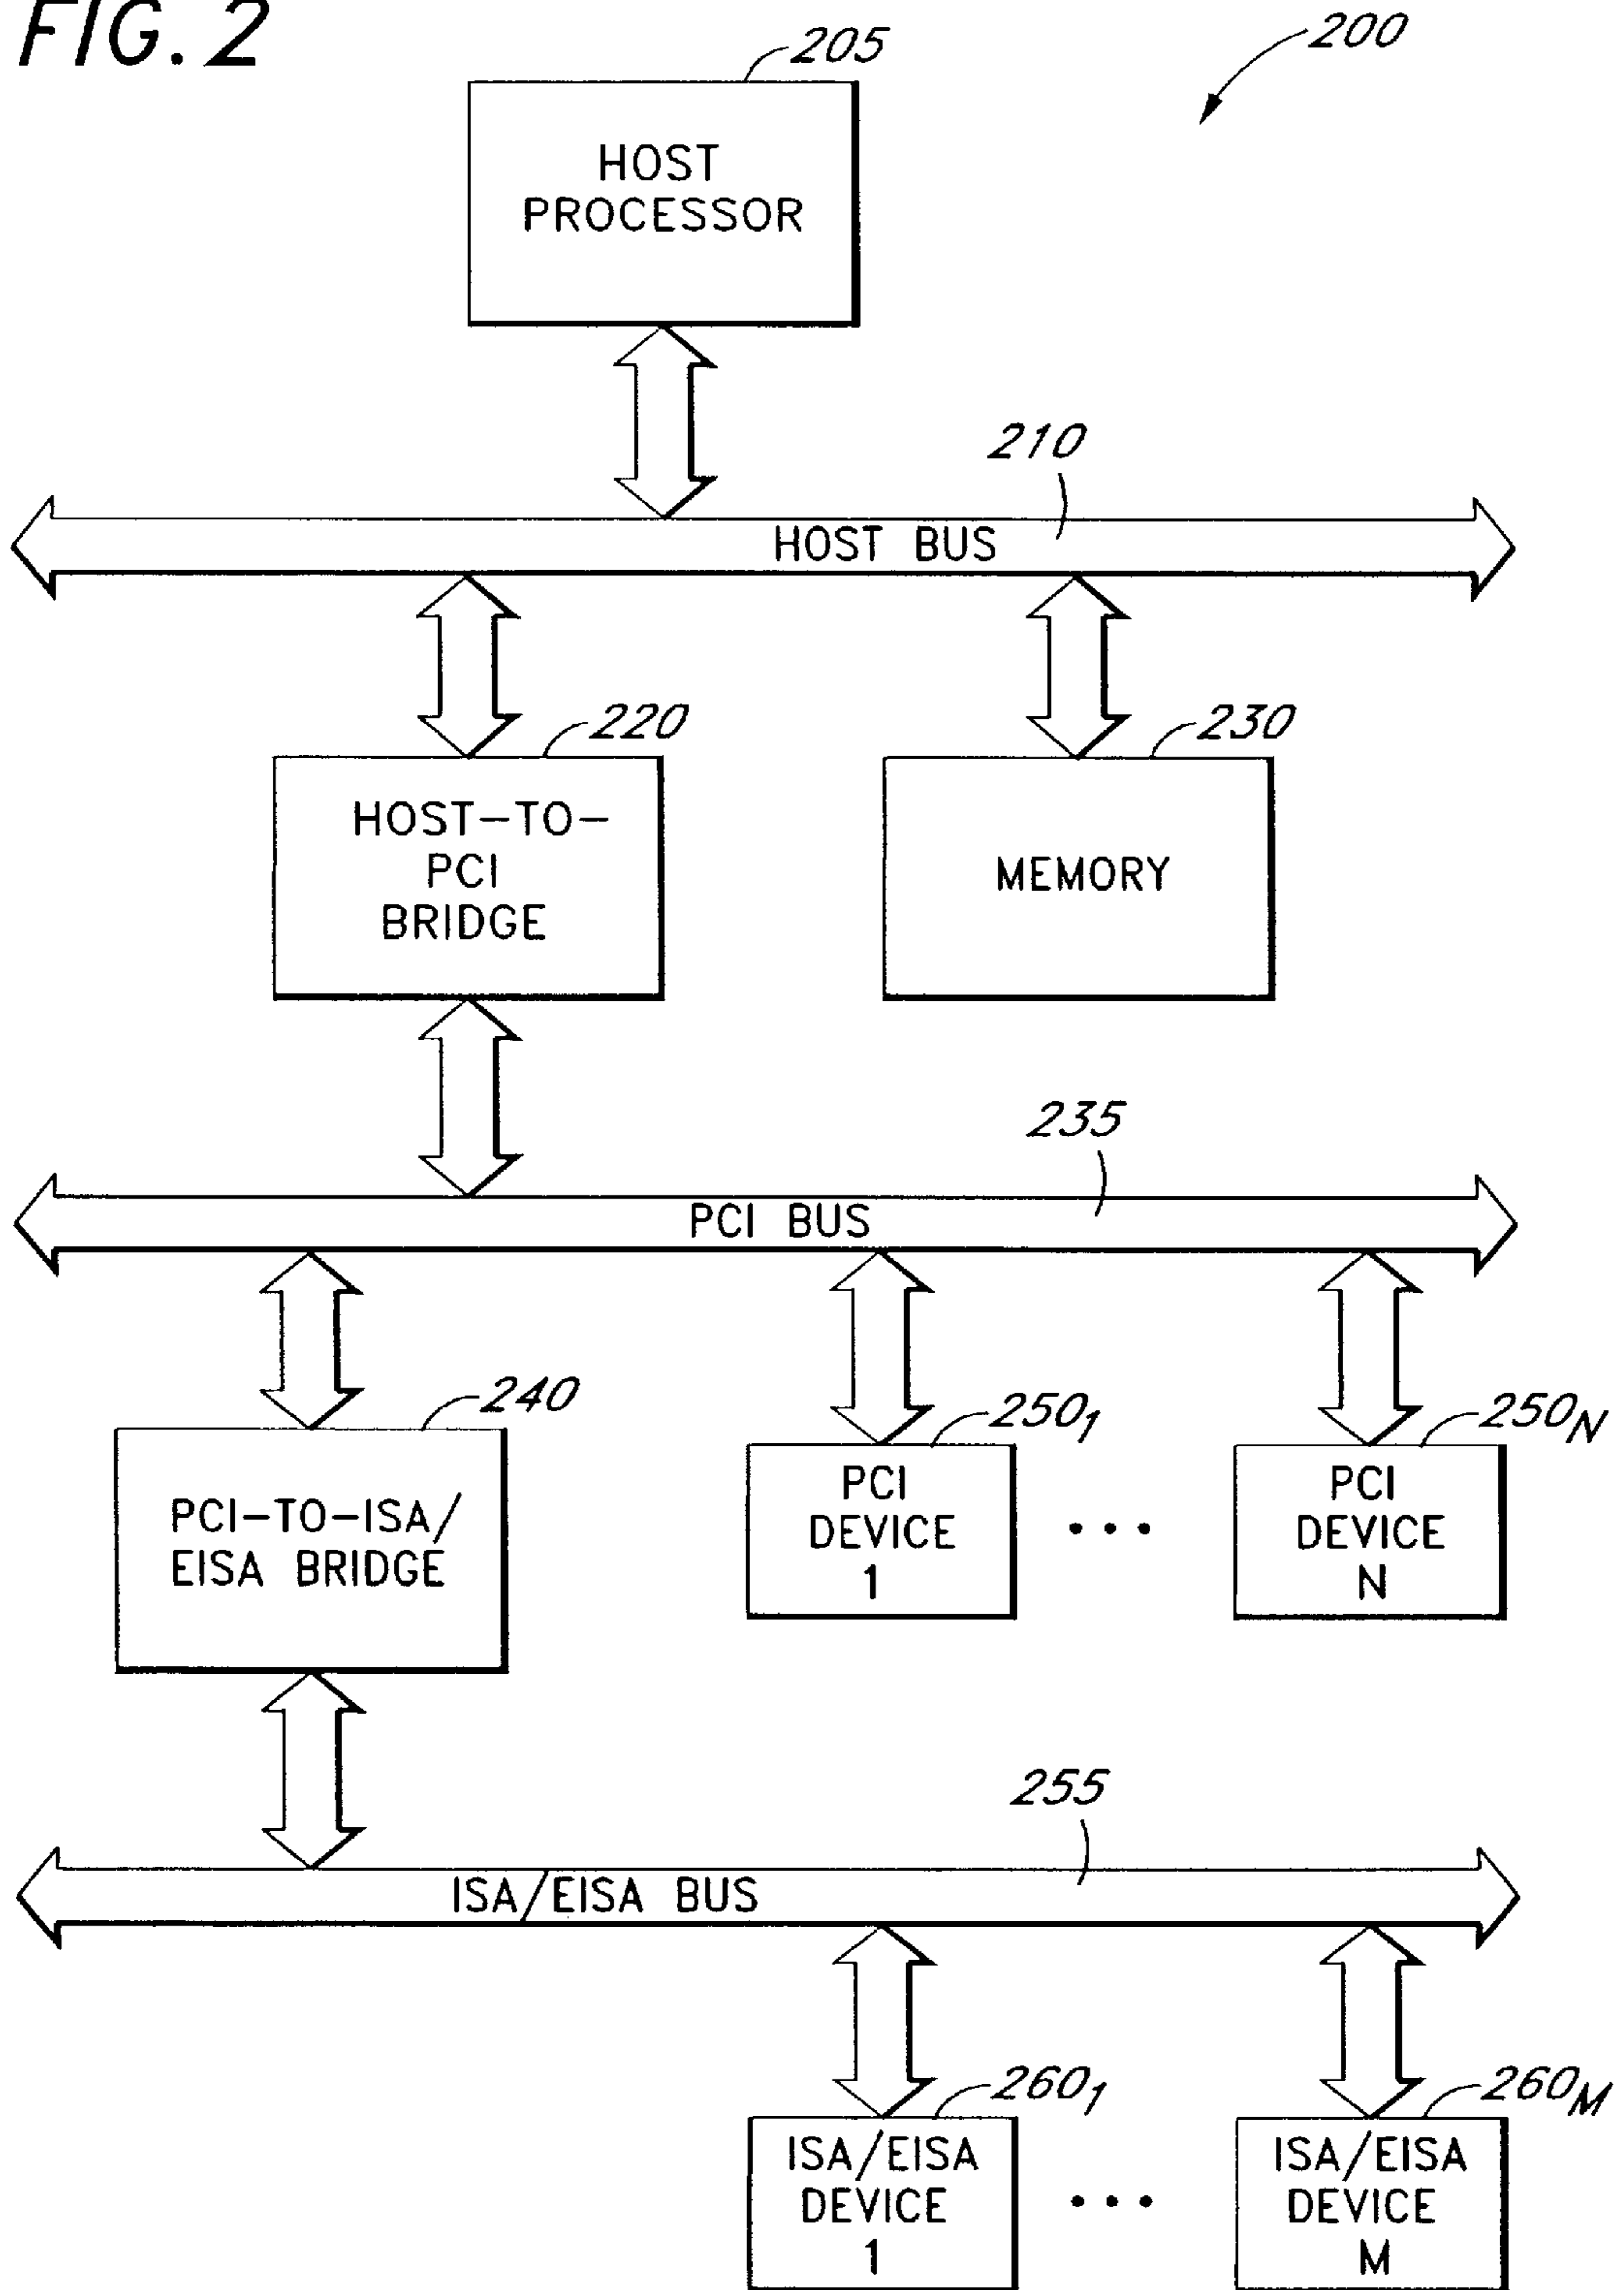 FIG. 2
205
200
HOST
PROCESSOR
210
HOST BUS
220
230
HOST-TO-
PCI
BRIDGE
MEMORY
235
PCI BUS
240
250₁
250N
PCI-TO-ISA/
EISA BRIDGE
PCI
DEVICE
1
• • •
PCI
DEVICE
N
255
ISA/EISA BUS
260₁
260M
ISA/EISA
DEVICE
1
• • •
ISA/EISA
DEVICE
M